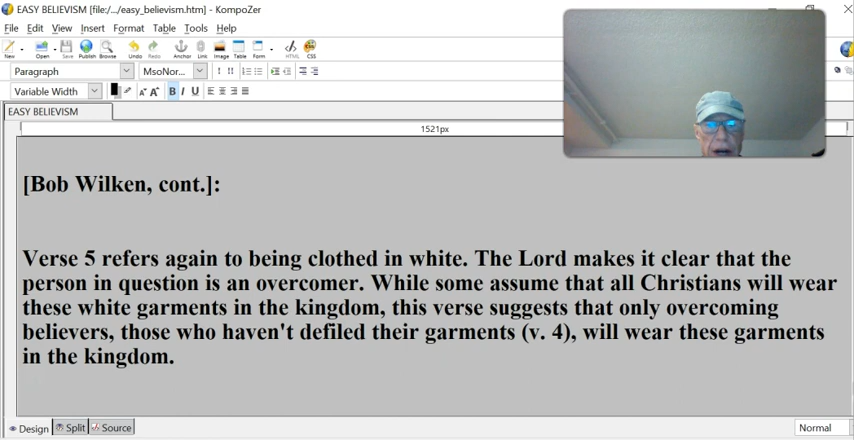 EASY BELIEVISM [file:/.../easy_believism.htm] - KompoZer
File Edit View Insert Format Table Tools Help
New Open Save Publish Browse Undo Redo Anchor Link Image Table Form HTML CSS
Paragraph MsoNor...
Variable Width A A B I U
EASY BELIEVISM
1521px
[Bob Wilken, cont.]:
Verse 5 refers again to being clothed in white. The Lord makes it clear that the
person in question is an overcomer. While some assume that all Christians will wear
these white garments in the kingdom, this verse suggests that only overcoming
believers, those who haven't defiled their garments (v. 4), will wear these garments
in the kingdom.
Design Split Source
Normal